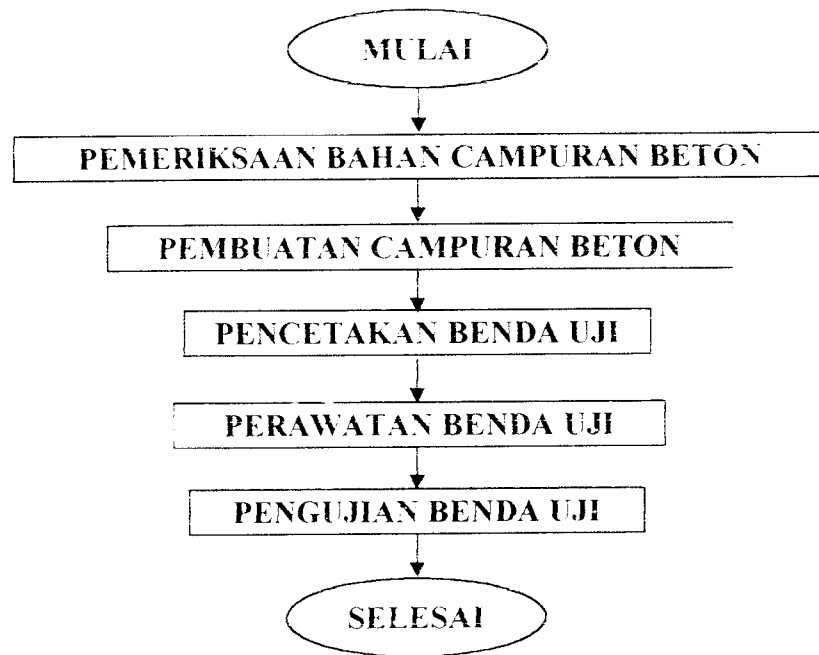 MULAI
PEMERIKSAAN BAHAN CAMPURAN BETON
PEMBUATAN CAMPURAN BETON
PENCETAKAN BENDA UJI
PERAWATAN BENDA UJI
PENGUJIAN BENDA UJI
SELESAI